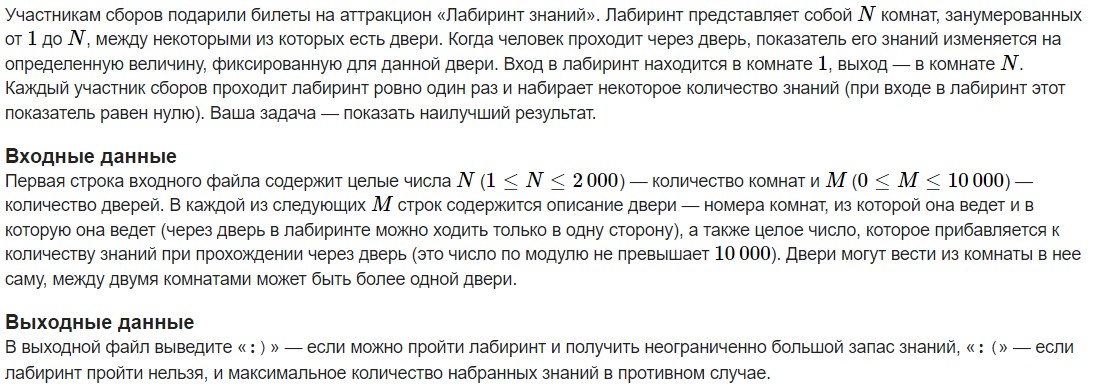 Участникам сборов подарили билеты на аттракцион «Лабиринт знаний». Лабиринт представляет собой N комнат, занумерованных
от 1 до N, между некоторыми из которых есть двери. Когда человек проходит через дверь, показатель его знаний изменяется на
определенную величину, фиксированную для данной двери. Вход в лабиринт находится в комнате 1, выход — в комнате N.
Каждый участник сборов проходит лабиринт ровно один раз и набирает некоторое количество знаний (при входе в лабиринт этот
показатель равен нулю). Ваша задача — показать наилучший результат.
Входные данные
Первая строка входного файла содержит целые числа N (1 ≤ N ≤ 2 000) — количество комнат и M (0 ≤ M ≤ 10 000) —
количество дверей. В каждой из следующих M строк содержится описание двери — номера комнат, из которой она ведет и в
которую она ведет (через дверь в лабиринте можно ходить только в одну сторону), а также целое число, которое прибавляется к
количеству знаний при прохождении через дверь (это число по модулю не превышает 10 000). Двери могут вести из комнаты в нее
саму, между двумя комнатами может быть более одной двери.
Выходные данные
В выходной файл выведите «:)» — если можно пройти лабиринт и получить неограниченно большой запас знаний, «:(» — если
лабиринт пройти нельзя, и максимальное количество набранных знаний в противном случае.